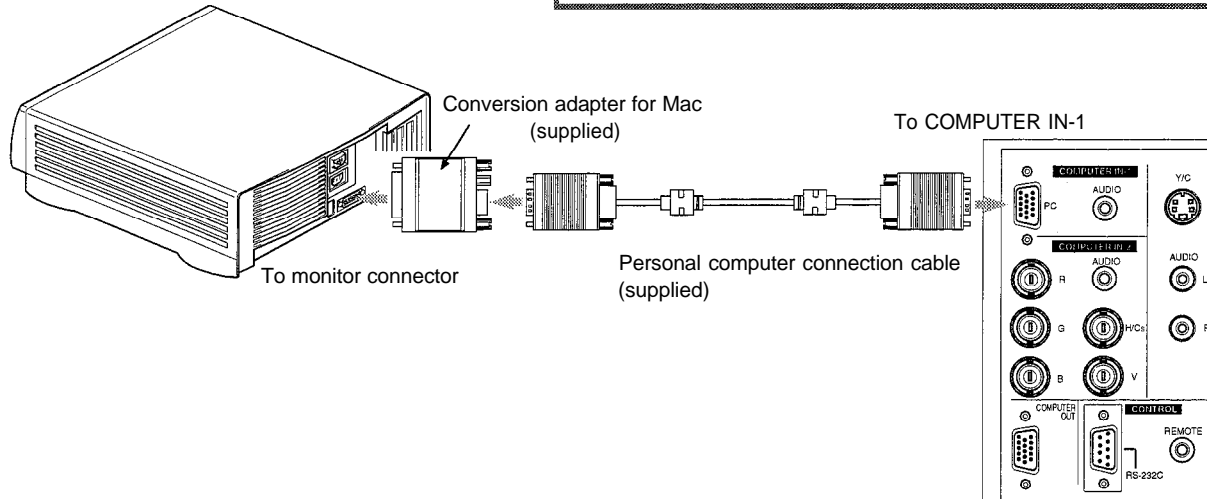 Conversion adapter for Mac
(supplied)
To COMPUTER IN-1
To monitor connector
Personal computer connection cable
(supplied)
COMPUTER IN-1
AUDIO
Y/C
PC
COMPUTER IN-2
AUDIO
AUDIO
R
L
G
H/Cs
B
V
COMPUTER
OUT
CONTROL
REMOTE
RS-232C